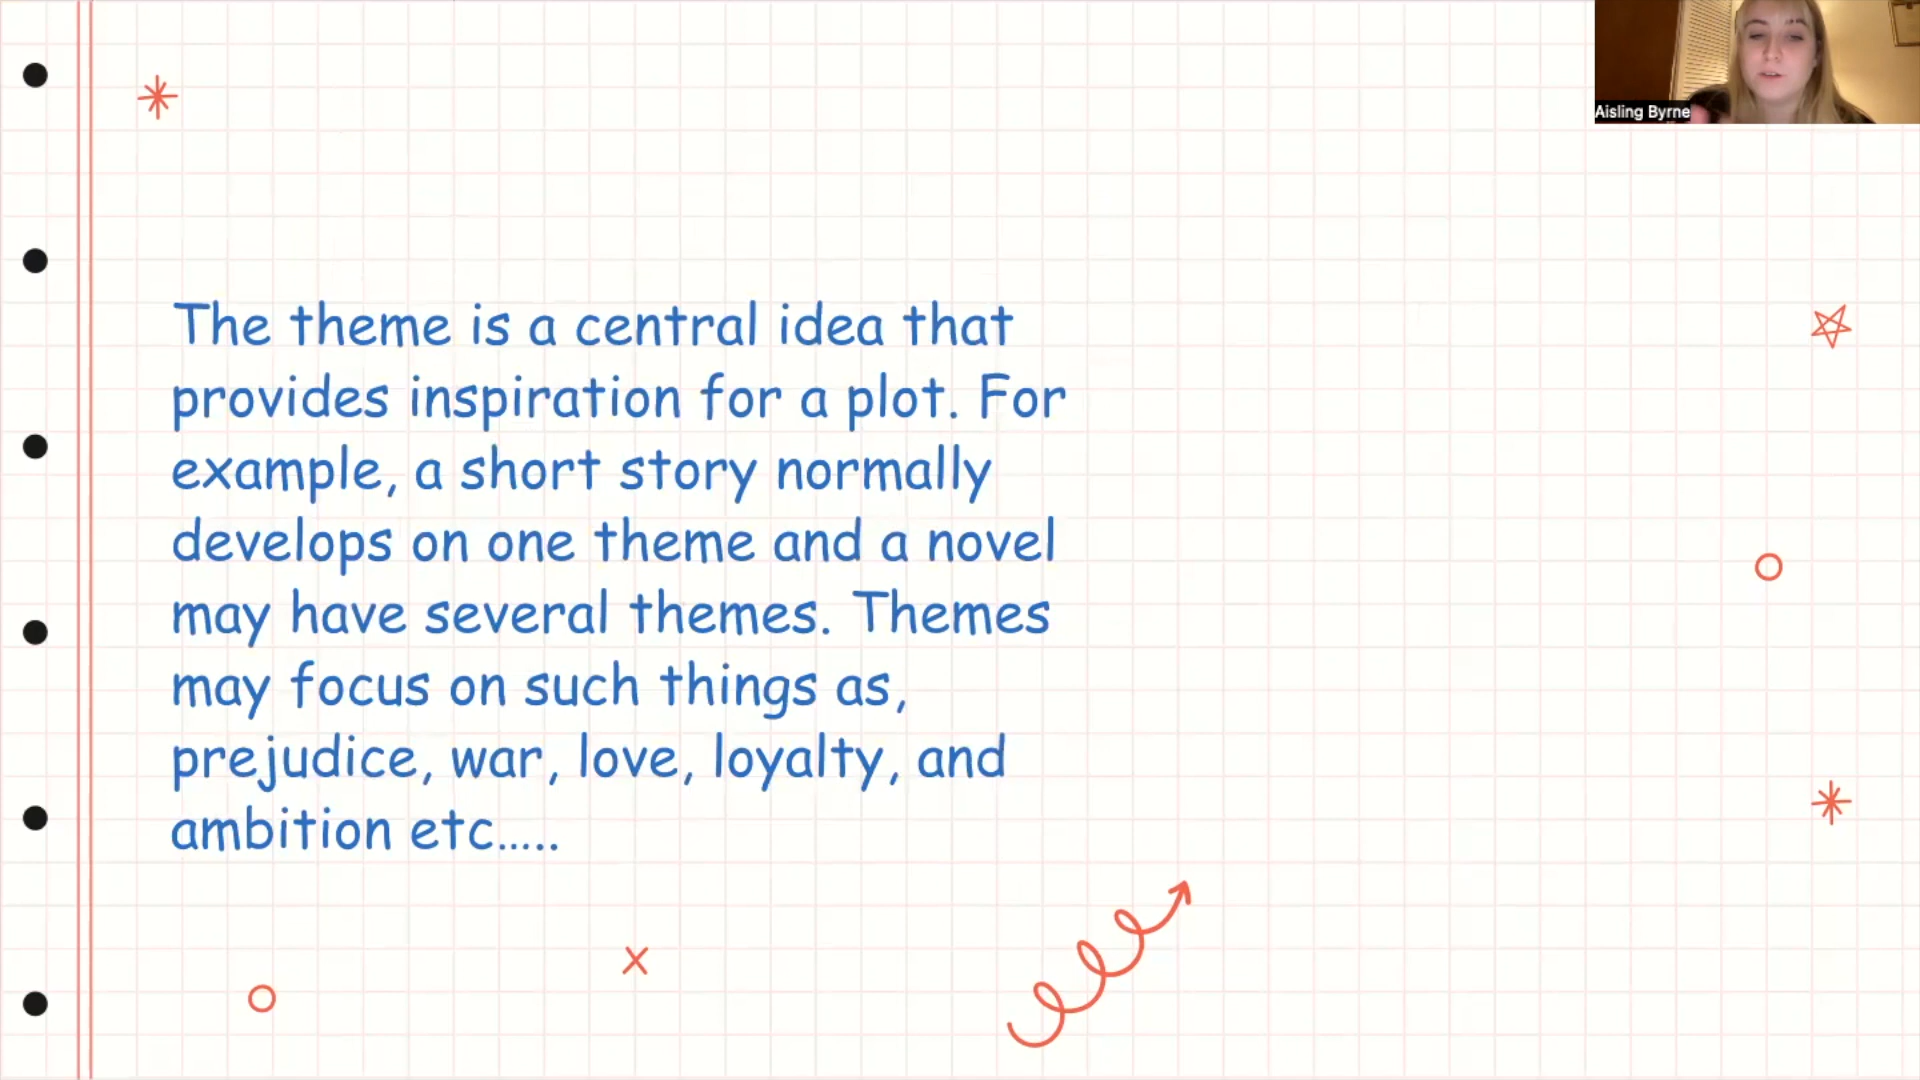 Aisling Byrne
The theme is a central idea that
provides inspiration for a plot. For
example, a short story normally
develops on one theme and a novel
may have several themes. Themes
may focus on such things as,
prejudice, war, love, loyalty, and
ambition etc.....